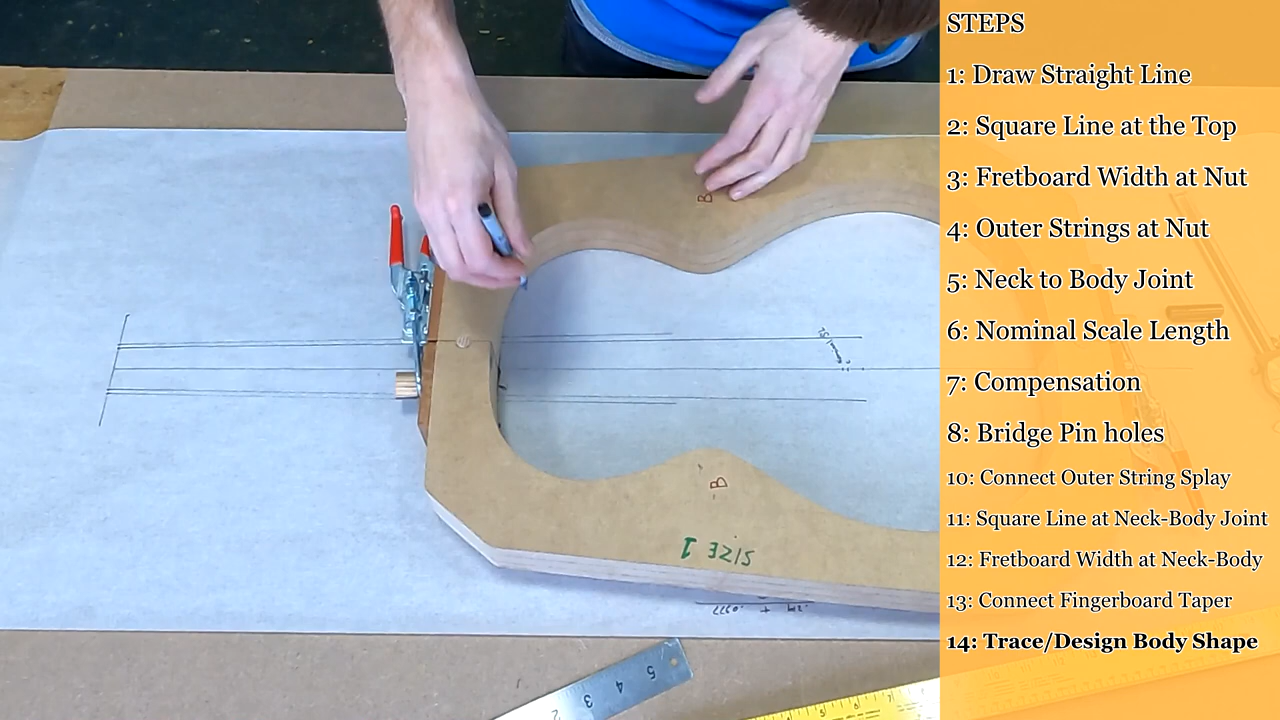 STEPS
1: Draw Straight Line
2: Square Line at the Top
3: Fretboard Width at Nut
4: Outer Strings at Nut
5: Neck to Body Joint
6: Nominal Scale Length
7: Compensation
8: Bridge Pin holes
10: Connect Outer String Splay
11: Square Line at Neck-Body Joint
12: Fretboard Width at Neck-Body
13: Connect Fingerboard Taper
14: Trace/Design Body Shape
B
B
SIZE 1
5 4 3 2